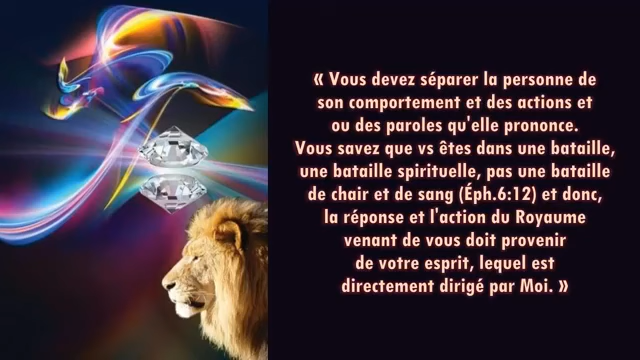 « Vous devez séparer la personne de
son comportement et des actions et
ou des paroles qu'elle prononce.
Vous savez que vs êtes dans une bataille,
une bataille spirituelle, pas une bataille
de chair et de sang (Éph.6:12) et donc,
la réponse et l'action du Royaume
venant de vous doit provenir
de votre esprit, lequel est
directement dirigé par Moi. »